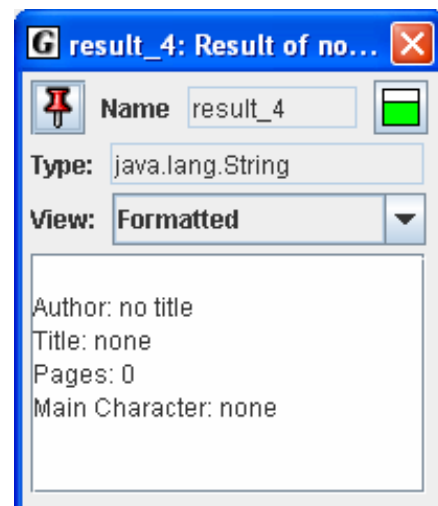 G result_4: Result of no...
Name result_4
Type: java.lang.String
View: Formatted
Author: no title
Title: none
Pages: 0
Main Character: none